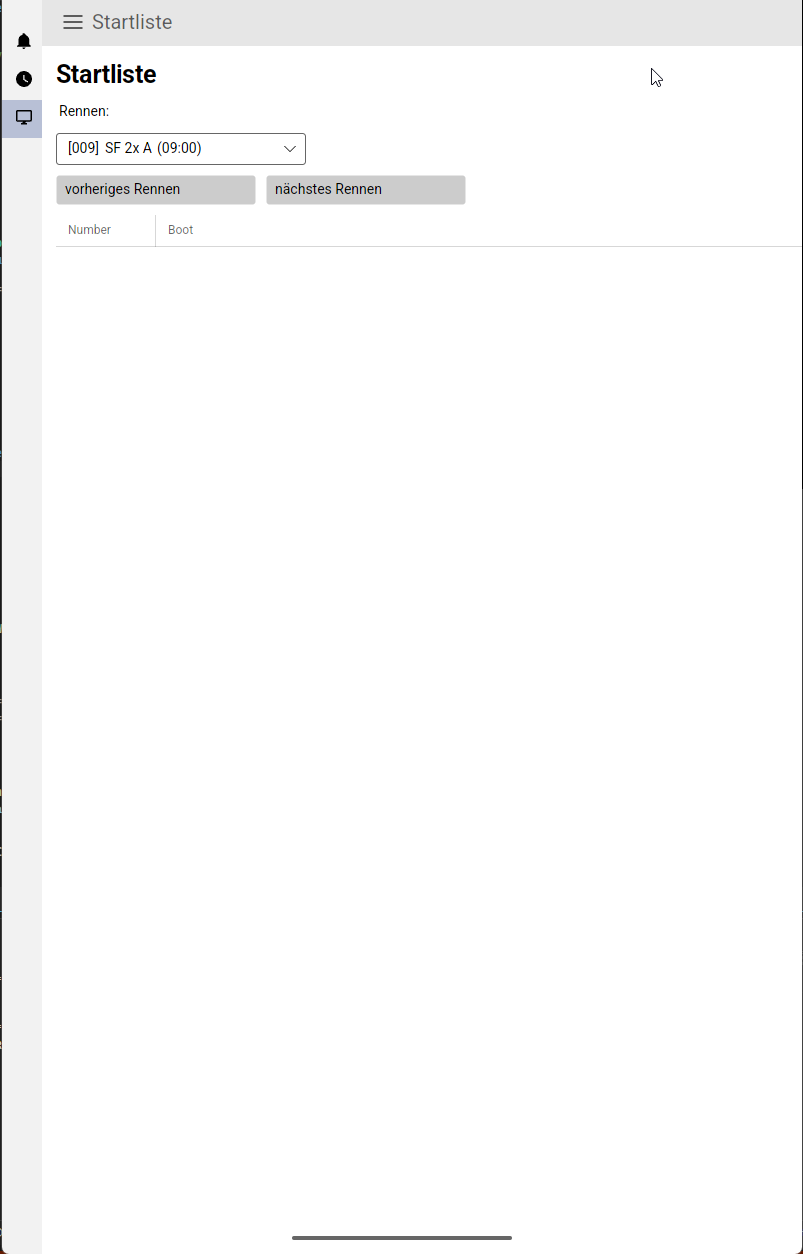 Startliste
Startliste
Rennen:
[009] SF 2x A (09:00)
vorheriges Rennen nächstes Rennen
Number Boot